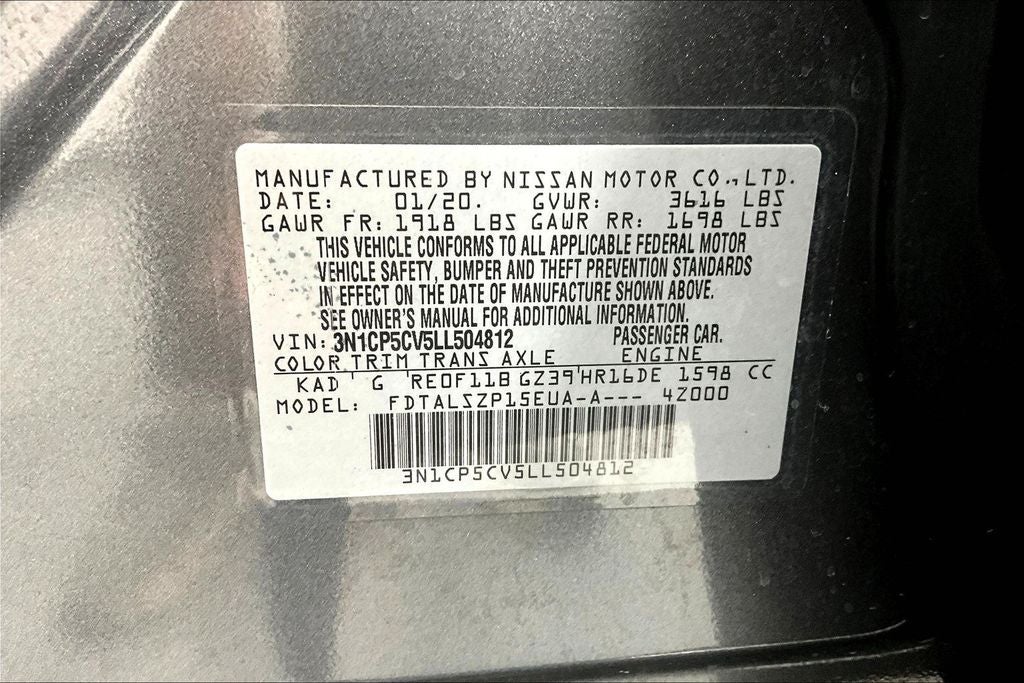 MANUFACTURED BY NISSAN MOTOR CO., LTD.
DATE: 01/20. GVWR: 3616 LBS
GAWR FR: 1918 LBS GAWR RR: 1698 LBS
THIS VEHICLE CONFORMS TO ALL APPLICABLE FEDERAL MOTOR
VEHICLE SAFETY, BUMPER AND THEFT PREVENTION STANDARDS
IN EFFECT ON THE DATE OF MANUFACTURE SHOWN ABOVE.
SEE OWNER'S MANUAL FOR ADDITIONAL INFORMATION.
VIN: 3N1CP5CV5LL504812 PASSENGER CAR.
COLOR TRIM TRANS AXLE ENGINE
KAD G RE0F11B GZ39 HR16DE 1598 CC
MODEL: FDTALSZP15EUA-A--- 4Z000
3N1CP5CV5LL504812